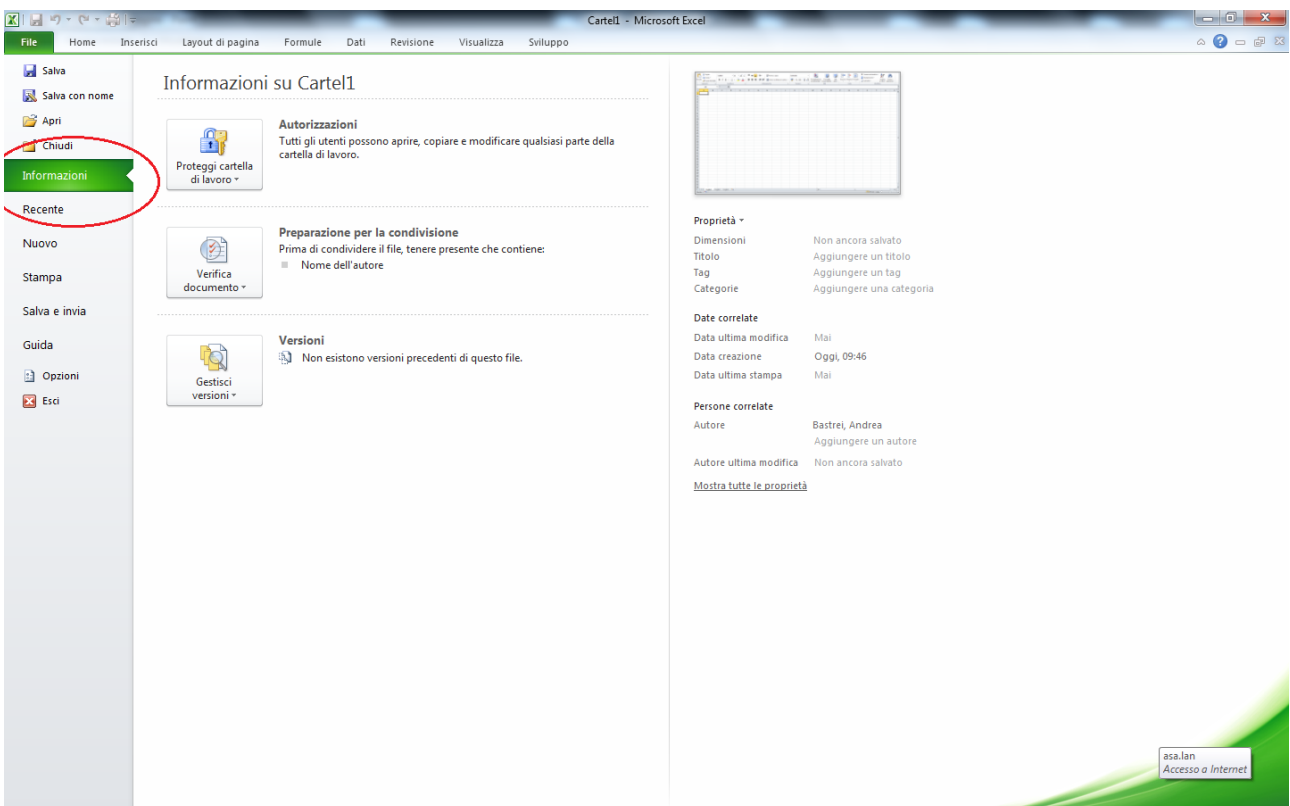 Cartel1 - Microsoft Excel
File Home Inserisci Layout di pagina Formule Dati Revisione Visualizza Sviluppo
Salva
Salva con nome
Apri
Chiudi
Informazioni
Recente
Nuovo
Stampa
Salva e invia
Guida
Opzioni
Esci
Informazioni su Cartel1
Proteggi cartella
di lavoro
Autorizzazioni
Tutti gli utenti possono aprire, copiare e modificare qualsiasi parte della
cartella di lavoro.
Verifica
documento
Preparazione per la condivisione
Prima di condividere il file, tenere presente che contiene:
Nome dell'autore
Gestisci
versioni
Versioni
Non esistono versioni precedenti di questo file.
Proprietà
Dimensioni Non ancora salvato
Titolo Aggiungere un titolo
Tag Aggiungere un tag
Categorie Aggiungere una categoria
Date correlate
Data ultima modifica Mai
Data creazione Oggi, 09:46
Data ultima stampa Mai
Persone correlate
Autore Bastrei, Andrea
Aggiungere un autore
Autore ultima modifica Non ancora salvato
Mostra tutte le proprietà
asa.lan
Accesso a Internet